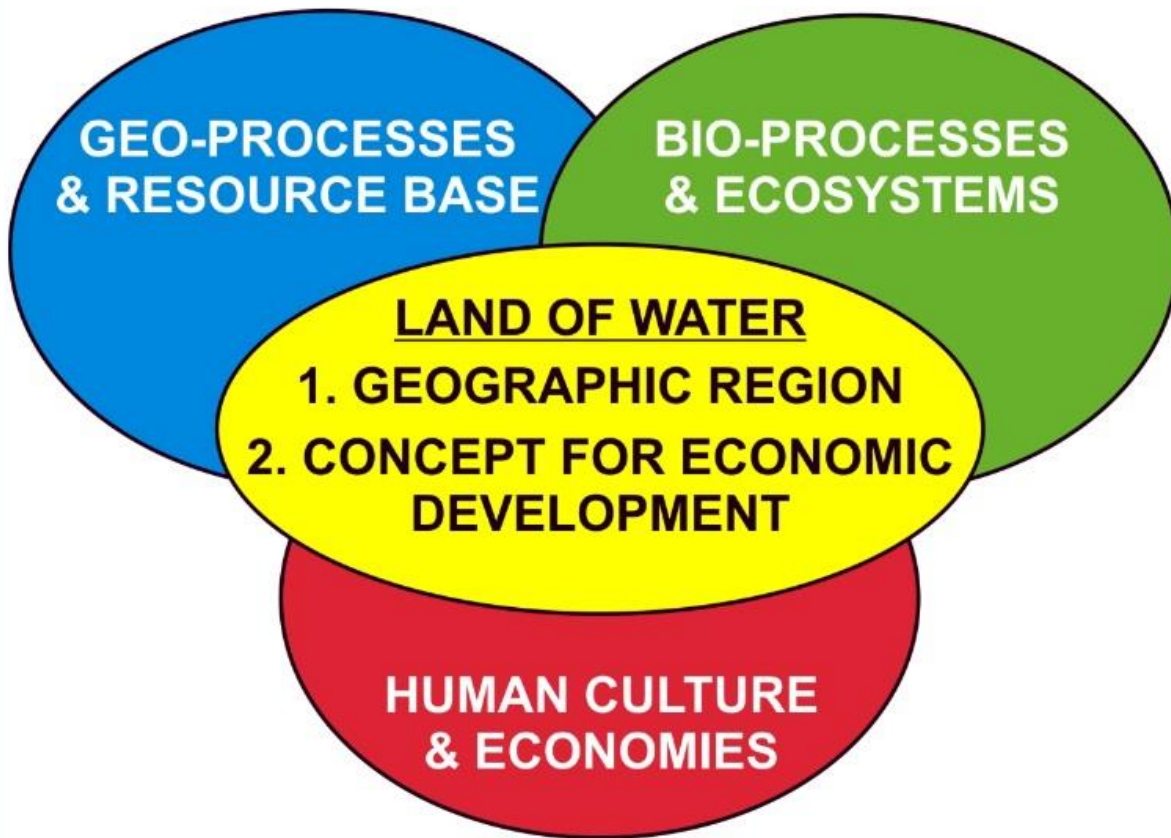 GEO-PROCESSES
& RESOURCE BASE
BIO-PROCESSES
& ECOSYSTEMS
LAND OF WATER
1. GEOGRAPHIC REGION
2. CONCEPT FOR ECONOMIC
DEVELOPMENT
HUMAN CULTURE
& ECONOMIES